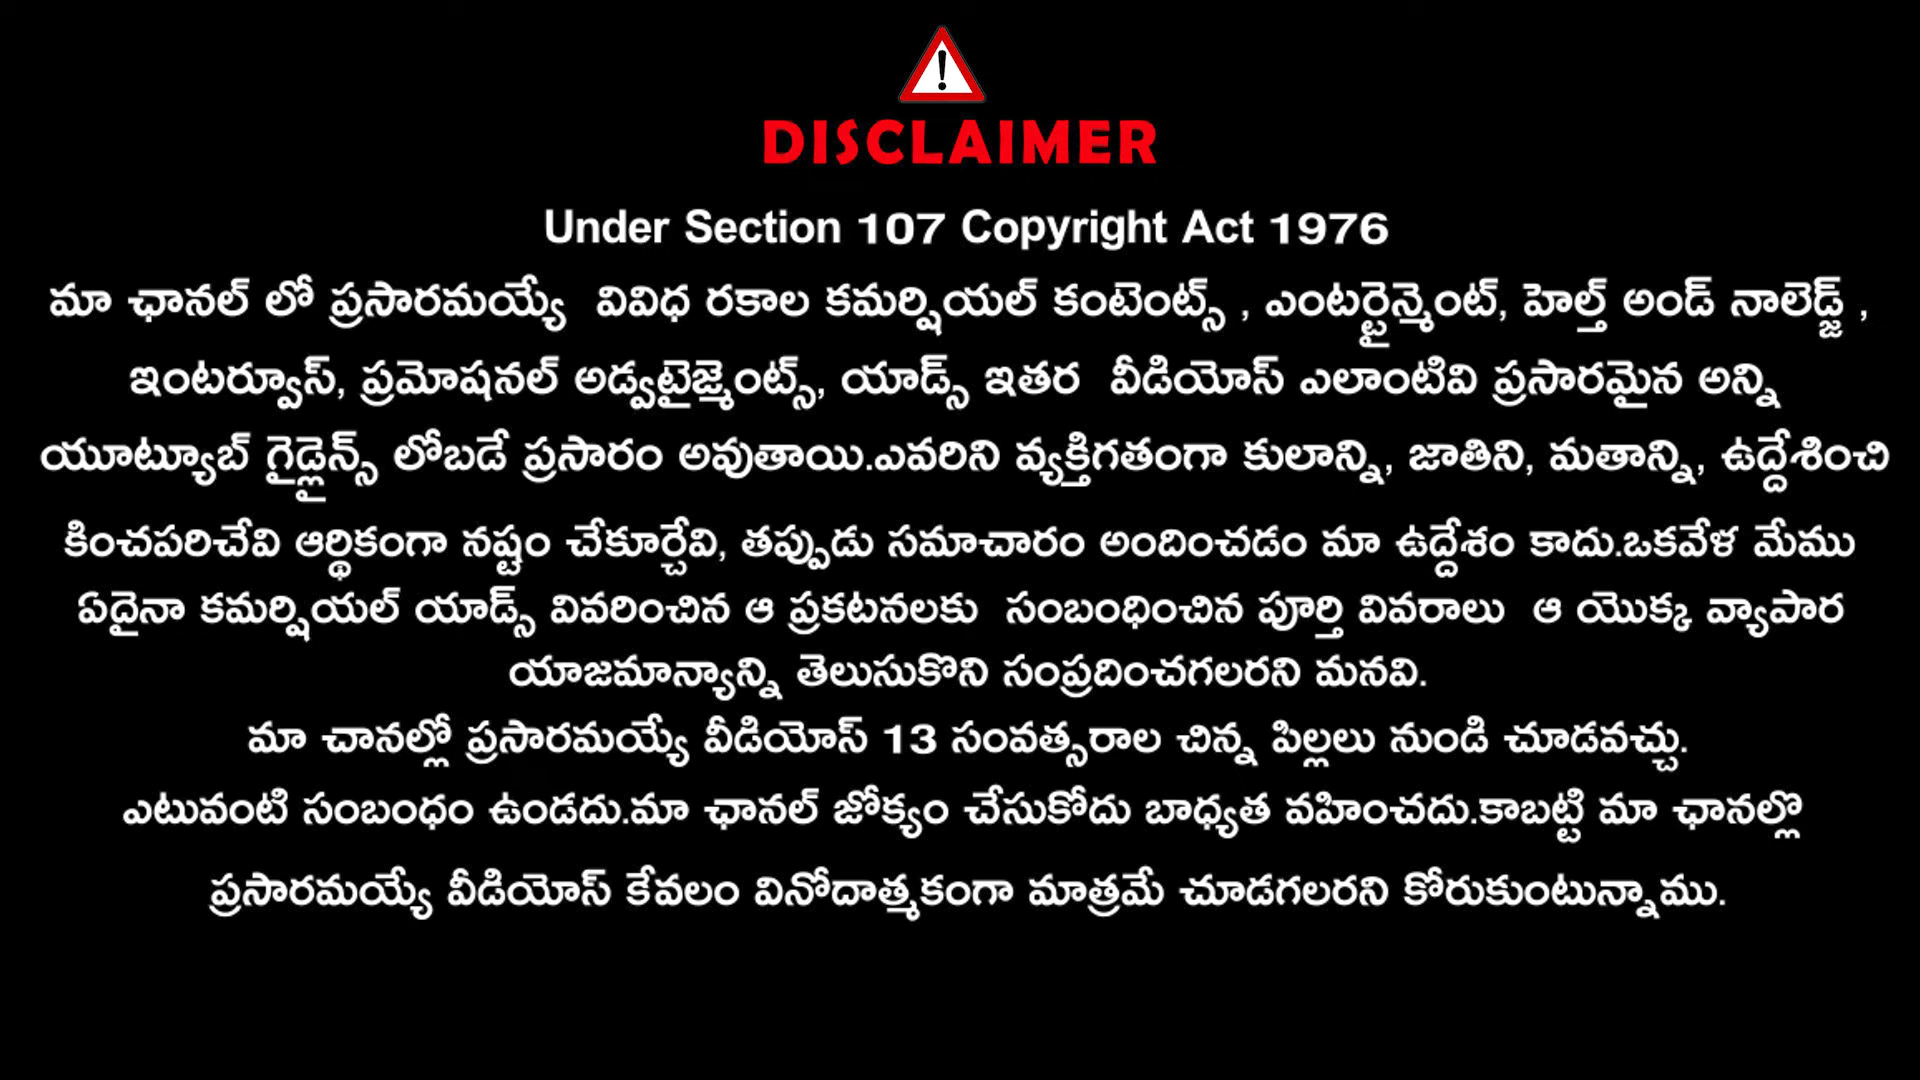 DISCLAIMER
Under Section 107 Copyright Act 1976
మా ఛానల్ లో ప్రసారమయ్యే వివిధ రకాల కమర్షియల్ కంటెంట్స్ , ఎంటర్టైన్మెంట్, హెల్త్ అండ్ నాలెడ్జ్ ,
ఇంటర్వూస్, ప్రమోషనల్ అడ్వటైజ్మెంట్స్, యాడ్స్ ఇతర వీడియోస్ ఎలాంటివి ప్రసారమైన అన్ని
యూట్యూబ్ గైడ్లైన్స్ లోబడే ప్రసారం అవుతాయి.ఎవరిని వ్యక్తిగతంగా కులాన్ని, జాతిని, మతాన్ని, ఉద్దేశించి
కించపరిచేవి ఆర్థికంగా నష్టం చేకూర్చేవి, తప్పుడు సమాచారం అందించడం మా ఉద్దేశం కాదు.ఒకవేళ మేము
ఏదైనా కమర్షియల్ యాడ్స్ వివరించిన ఆ ప్రకటనలకు సంబంధించిన పూర్తి వివరాలు ఆ యొక్క వ్యాపార
యాజమాన్యాన్ని తెలుసుకొని సంప్రదించగలరని మనవి.
మా చానల్లో ప్రసారమయ్యే వీడియోస్ 13 సంవత్సరాల చిన్న పిల్లలు నుండి చూడవచ్చు.
ఎటువంటి సంబంధం ఉండదు.మా ఛానల్ జోక్యం చేసుకోదు బాధ్యత వహించదు.కాబట్టి మా ఛానల్లొ
ప్రసారమయ్యే వీడియోస్ కేవలం వినోదాత్మకంగా మాత్రమే చూడగలరని కోరుకుంటున్నాము.